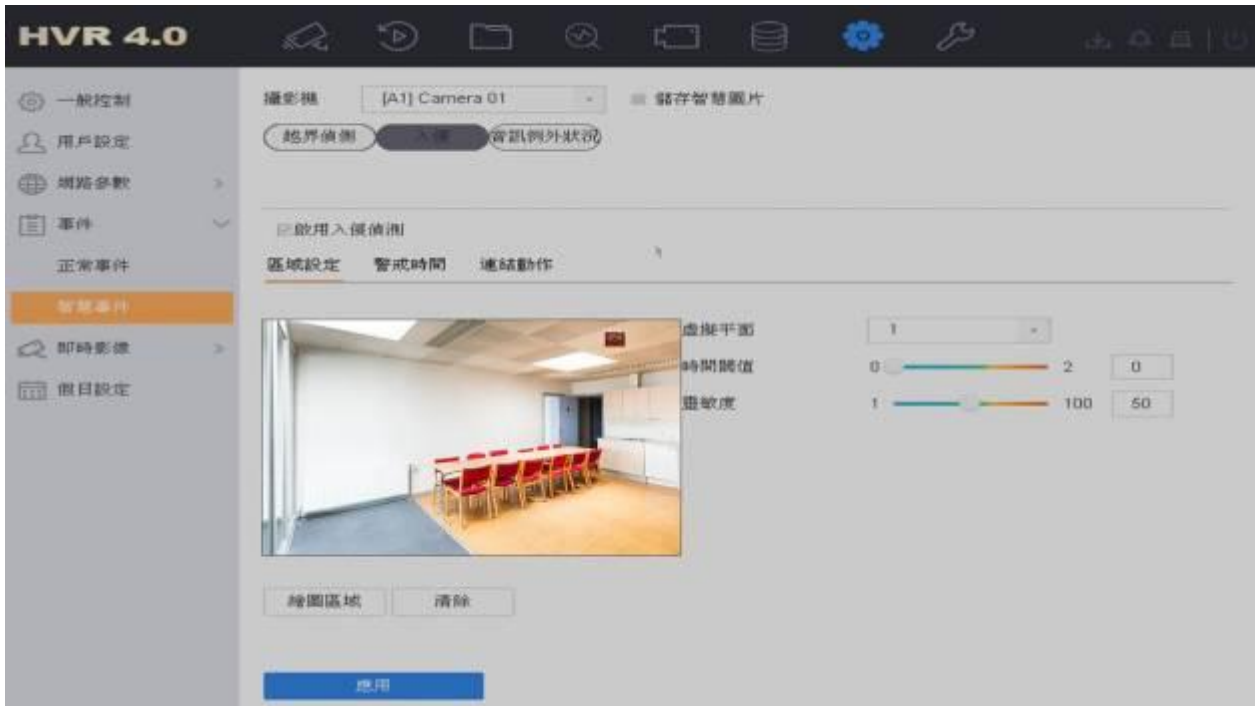 HVR 4.0
一般控制
用戶設定
網路參數
事件
正常事件
智慧事件
即時影像
假日設定
攝影機 [A1] Camera 01 儲存智慧圖片
越界偵測 入侵 音訊例外狀況
啟用入侵偵測
區域設定 警戒時間 連結動作
虛擬平面 1
時間閾值 0 2 0
靈敏度 1 100 50
繪圖區域 清除
應用